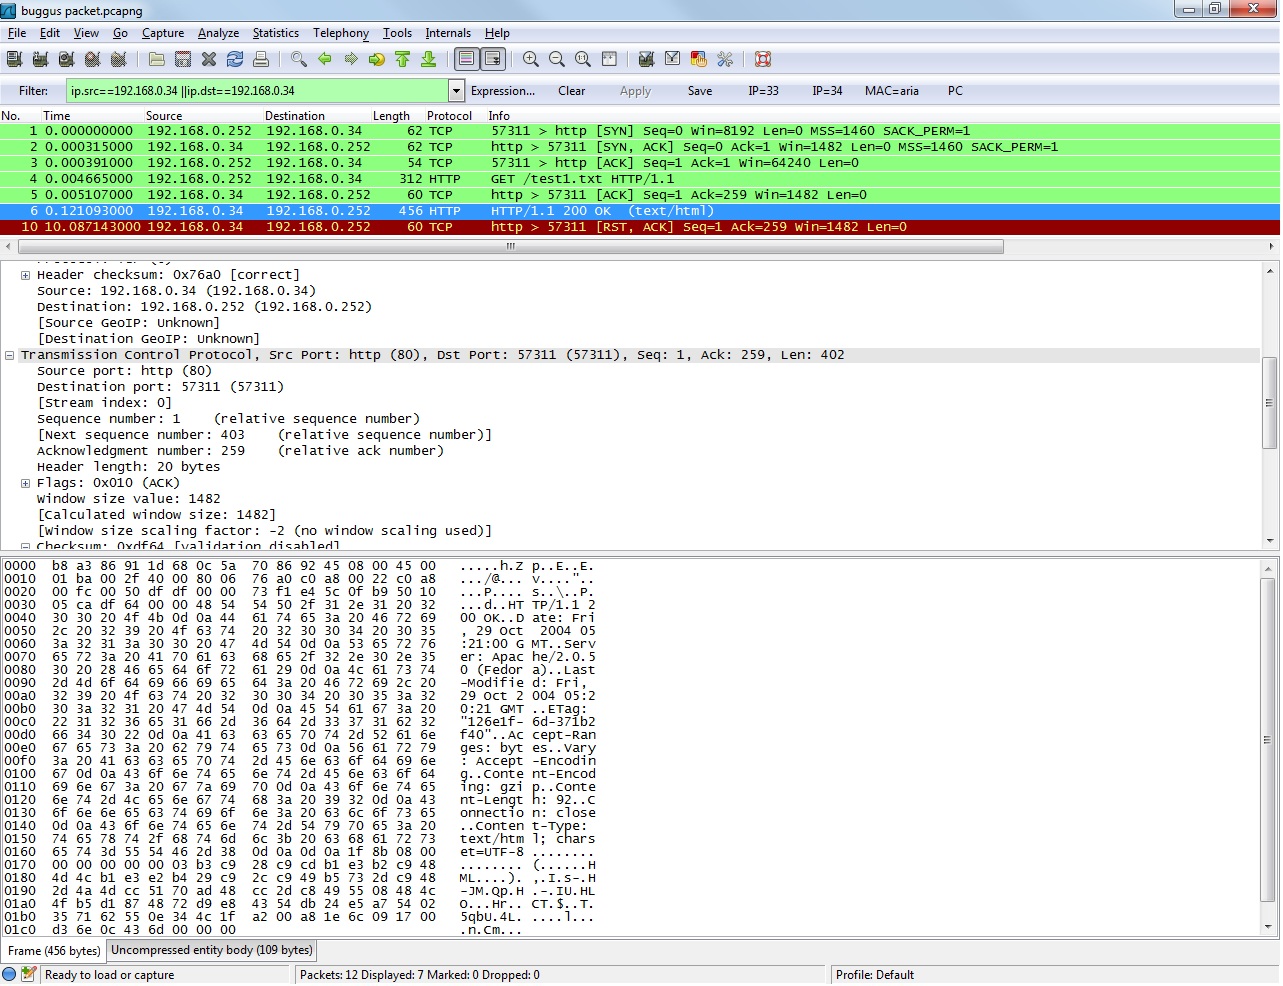 buggus packet.pcapng
File Edit View Go Capture Analyze Statistics Telephony Tools Internals Help
Filter: ip.src==192.168.0.34 ||ip.dst==192.168.0.34 Expression... Clear Apply Save IP=33 IP=34 MAC=aria PC
No. Time Source Destination Length Protocol Info
1 0.000000000 192.168.0.252 192.168.0.34 62 TCP 57311 > http [SYN] Seq=0 Win=8192 Len=0 MSS=1460 SACK_PERM=1
2 0.000315000 192.168.0.34 192.168.0.252 62 TCP http > 57311 [SYN, ACK] Seq=0 Ack=1 Win=1482 Len=0 MSS=1460 SACK_PERM=1
3 0.000391000 192.168.0.252 192.168.0.34 54 TCP 57311 > http [ACK] Seq=1 Ack=1 Win=64240 Len=0
4 0.004665000 192.168.0.252 192.168.0.34 312 HTTP GET /test1.txt HTTP/1.1
5 0.005107000 192.168.0.34 192.168.0.252 60 TCP http > 57311 [ACK] Seq=1 Ack=259 Win=1482 Len=0
6 0.121093000 192.168.0.34 192.168.0.252 456 HTTP HTTP/1.1 200 OK (text/html)
10 10.087143000 192.168.0.34 192.168.0.252 60 TCP http > 57311 [RST, ACK] Seq=1 Ack=259 Win=1482 Len=0
Header checksum: 0x76a0 [correct]
Source: 192.168.0.34 (192.168.0.34)
Destination: 192.168.0.252 (192.168.0.252)
[Source GeoIP: Unknown]
[Destination GeoIP: Unknown]
Transmission Control Protocol, Src Port: http (80), Dst Port: 57311 (57311), Seq: 1, Ack: 259, Len: 402
Source port: http (80)
Destination port: 57311 (57311)
[Stream index: 0]
Sequence number: 1 (relative sequence number)
[Next sequence number: 403 (relative sequence number)]
Acknowledgment number: 259 (relative ack number)
Header length: 20 bytes
Flags: 0x010 (ACK)
Window size value: 1482
[Calculated window size: 1482]
[Window size scaling factor: -2 (no window scaling used)]
Checksum: 0xdf64 [validation disabled]
0000 b8 a3 86 91 1d 68 0c 5a 70 86 92 45 08 00 45 00 .....h.Z p..E..E.
0010 01 ba 00 2f 40 00 80 06 76 a0 c0 a8 00 22 c0 a8 .../@... v...."..
0020 00 fc 00 50 df df 00 00 73 f1 e4 5c 0f b9 50 10 ...P.... s..\..P.
0030 05 ca df 64 00 00 48 54 54 50 2f 31 2e 31 20 32 ...d..HT TP/1.1 2
0040 30 30 20 4f 4b 0d 0a 44 61 74 65 3a 20 46 72 69 00 OK..D ate: Fri
0050 2c 20 32 39 20 4f 63 74 20 32 30 30 34 20 30 35 , 29 Oct  2004 05
0060 3a 32 31 3a 30 30 20 47 4d 54 0d 0a 53 65 72 76 :21:00 G MT..Serv
0070 65 72 3a 20 41 70 61 63 68 65 2f 32 2e 30 2e 35 er: Apac he/2.0.5
0080 30 20 28 46 65 64 6f 72 61 29 0d 0a 4c 61 73 74 0 (Fedor a)..Last
0090 2d 4d 6f 64 69 66 69 65 64 3a 20 46 72 69 2c 20 -Modifie d: Fri,
00a0 32 39 20 4f 63 74 20 32 30 30 34 20 30 35 3a 32 29 Oct 2 004 05:2
00b0 30 3a 32 31 20 47 4d 54 0d 0a 45 54 61 67 3a 20 0:21 GMT ..ETag:
00c0 22 31 32 36 65 31 66 2d 36 64 2d 33 37 31 62 32 "126e1f- 6d-371b2
00d0 66 34 30 22 0d 0a 41 63 63 65 70 74 2d 52 61 6e f40"..Ac cept-Ran
00e0 67 65 73 3a 20 62 79 74 65 73 0d 0a 56 61 72 79 ges: byt es..Vary
00f0 3a 20 41 63 63 65 70 74 2d 45 6e 63 6f 64 69 6e : Accept -Encodin
0100 67 0d 0a 43 6f 6e 74 65 6e 74 2d 45 6e 63 6f 64 g..Conte nt-Encod
0110 69 6e 67 3a 20 67 7a 69 70 0d 0a 43 6f 6e 74 65 ing: gzi p..Conte
0120 6e 74 2d 4c 65 6e 67 74 68 3a 20 39 32 0d 0a 43 nt-Lengt h: 92..C
0130 6f 6e 6e 65 63 74 69 6f 6e 3a 20 63 6c 6f 73 65 onnectio n: close
0140 0d 0a 43 6f 6e 74 65 6e 74 2d 54 79 70 65 3a 20 ..Conten t-Type:
0150 74 65 78 74 2f 68 74 6d 6c 3b 20 63 68 61 72 73 text/htm l; chars
0160 65 74 3d 55 54 46 2d 38 0d 0a 0d 0a 1f 8b 08 00 et=UTF-8 ........
0170 00 00 00 00 00 03 b3 c9 28 c9 cd b1 e3 b2 c9 48 ........ (......H
0180 4d 4c b1 e3 e2 b4 29 c9 2c c9 49 b5 73 2d c9 48 ML....). ,.I.s-.H
0190 2d 4a 4d cc 51 70 ad 48 cc 2d c8 49 55 08 48 4c -JM.Qp.H .-.IU.HL
01a0 4f b5 d1 87 48 72 d9 e8 43 54 db 24 e5 a7 54 02 O...Hr.. CT.$..T.
01b0 35 71 62 55 0e 34 4c 1f a2 00 a8 1e 6c 09 17 00 5qbU.4L. ....l...
01c0 d3 6e 0c 43 6d 00 00 00 .n.Cm...
Frame (456 bytes) Uncompressed entity body (109 bytes)
Ready to load or capture Packets: 12 Displayed: 7 Marked: 0 Dropped: 0 Profile: Default